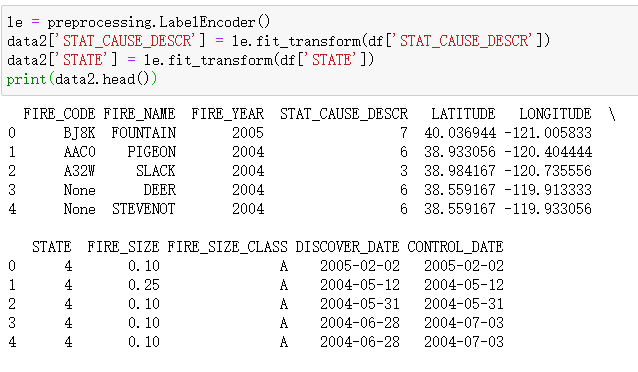 le = preprocessing.LabelEncoder()
data2['STAT_CAUSE_DESCR'] = le.fit_transform(df['STAT_CAUSE_DESCR'])
data2['STATE'] = le.fit_transform(df['STATE'])
print(data2.head())
FIRE_CODE FIRE_NAME FIRE_YEAR STAT_CAUSE_DESCR LATITUDE LONGITUDE \
0 BJ8K FOUNTAIN 2005 7 40.036944 -121.005833
1 AAC0 PIGEON 2004 6 38.933056 -120.404444
2 A32W SLACK 2004 3 38.984167 -120.735556
3 None DEER 2004 6 38.559167 -119.913333
4 None STEVENOT 2004 6 38.559167 -119.933056
STATE FIRE_SIZE FIRE_SIZE_CLASS DISCOVER_DATE CONTROL_DATE
0 4 0.10 A 2005-02-02 2005-02-02
1 4 0.25 A 2004-05-12 2004-05-12
2 4 0.10 A 2004-05-31 2004-05-31
3 4 0.10 A 2004-06-28 2004-07-03
4 4 0.10 A 2004-06-28 2004-07-03